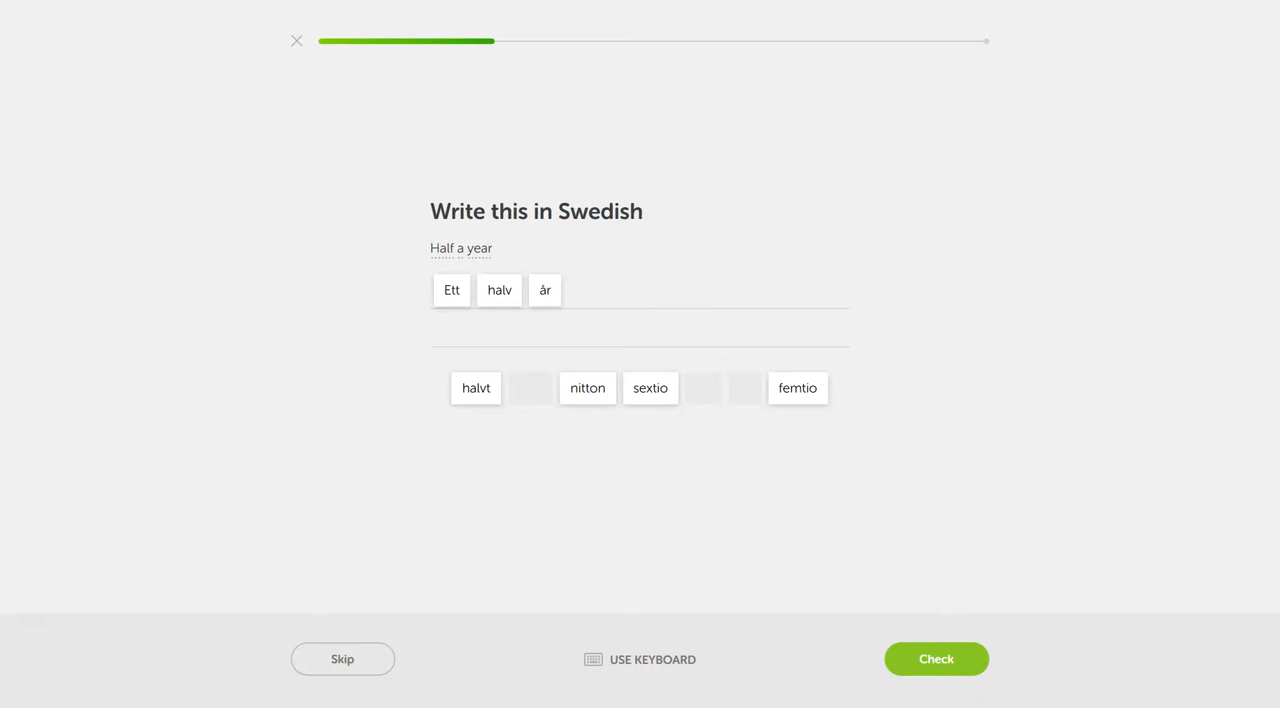 Write this in Swedish
Half a year
Ett halv år
halvt nitton sextio femtio
Skip USE KEYBOARD Check